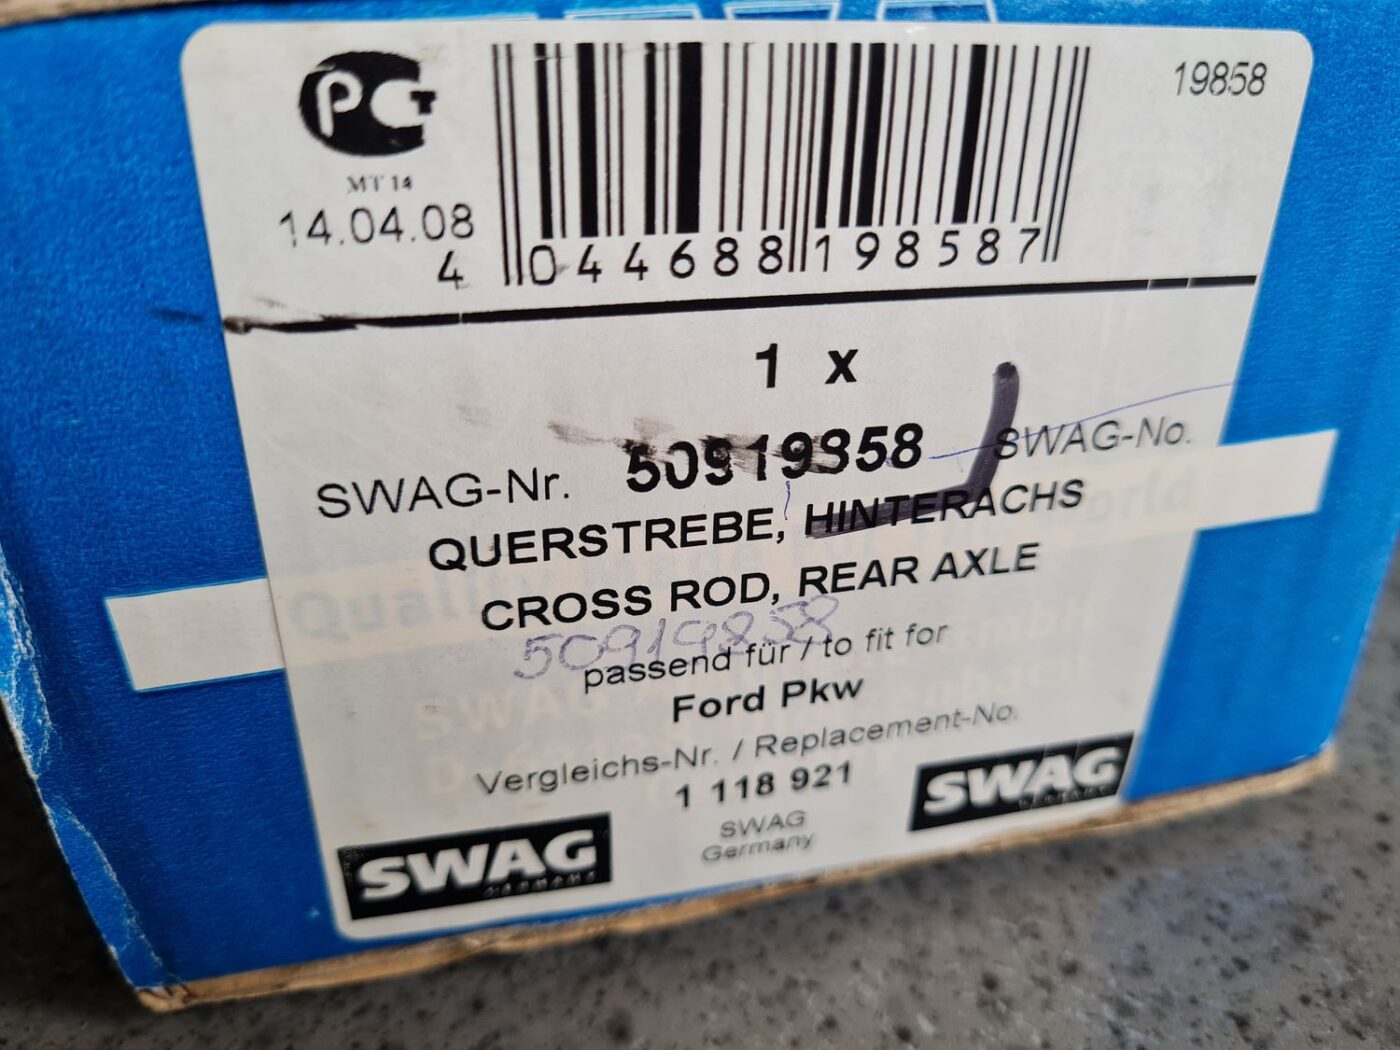 19858
PCT
MT 14
14.04.08
4 044688 198587
1 x
SWAG-Nr. 50919858 SWAG-No.
QUERSTREBE, HINTERACHS
CROSS ROD, REAR AXLE
50919858
passend für / to fit for
Ford Pkw
Vergleichs-Nr. / Replacement-No.
1 118 921
SWAG
Germany
SWAG
GERMANY
SWAG
GERMANY